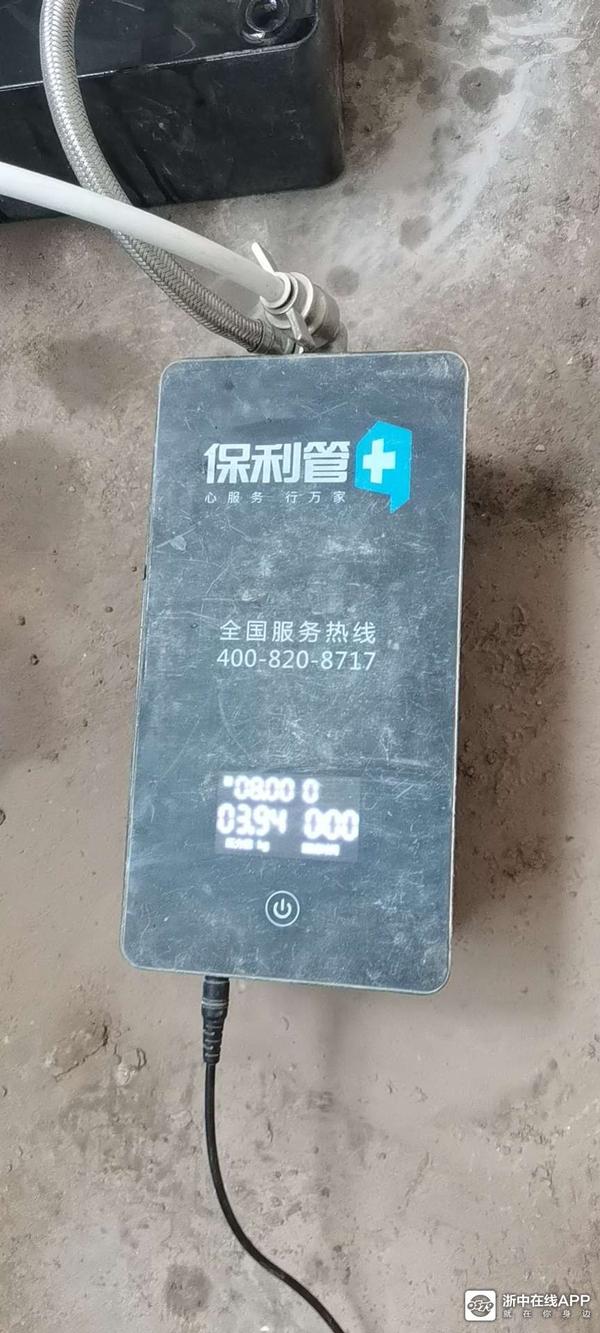 保利管
心服务 行万家
全国服务热线
400-820-8717
08.00 0
03.94 000
浙中在线APP
就在你身边